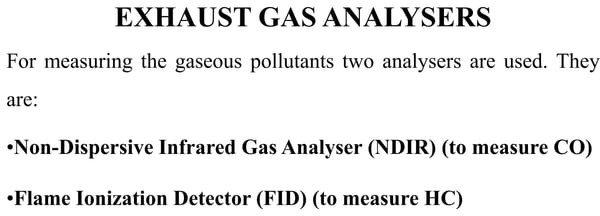 EXHAUST GAS ANALYSERS
For measuring the gaseous pollutants two analysers are used. They
are:
•Non-Dispersive Infrared Gas Analyser (NDIR) (to measure CO)
•Flame Ionization Detector (FID) (to measure HC)